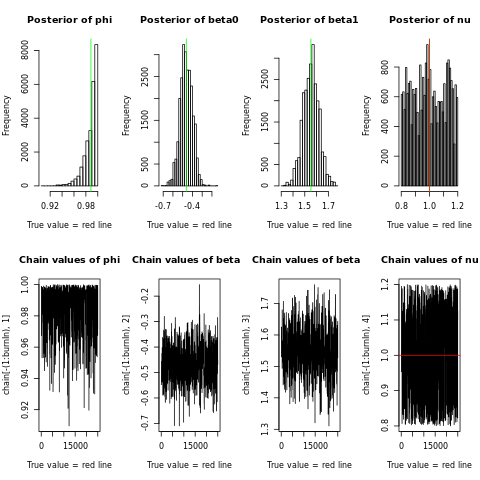 Posterior of phi Posterior of beta0 Posterior of beta1 Posterior of nu
Frequency Frequency Frequency Frequency
0 2000 4000 6000 8000
0 500 1500 2500
0 500 1500 2500
0 200 400 600 800
0.92 0.98 -0.7 -0.4 1.3 1.5 1.7 0.8 1.0 1.2
True value = red line True value = red line True value = red line True value = red line
Chain values of phi Chain values of beta Chain values of beta Chain values of nu
chain[-(1:burnIn), 1] chain[-(1:burnIn), 2] chain[-(1:burnIn), 3] chain[-(1:burnIn), 4]
0.92 0.94 0.96 0.98 1.00
-0.7 -0.6 -0.5 -0.4 -0.3 -0.2
1.3 1.4 1.5 1.6 1.7
0.8 0.9 1.0 1.1 1.2
0 15000 0 15000 0 15000 0 15000
True value = red line True value = red line True value = red line True value = red line